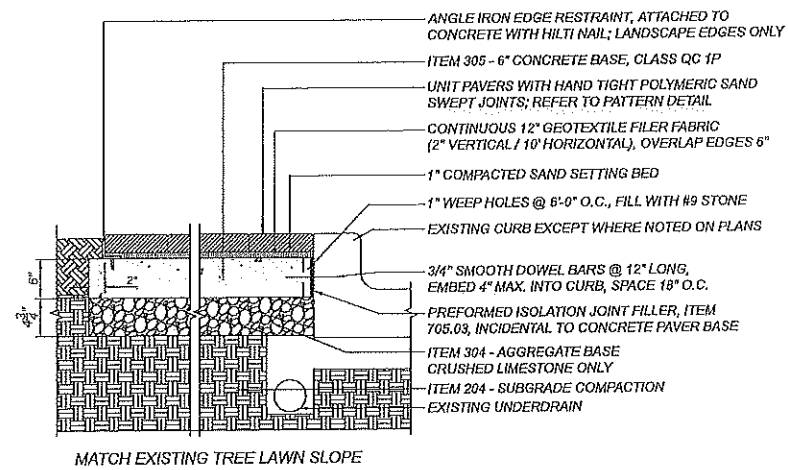 ANGLE IRON EDGE RESTRAINT, ATTACHED TO
CONCRETE WITH HILTI NAIL; LANDSCAPE EDGES ONLY
ITEM 305 - 6" CONCRETE BASE, CLASS QC 1P
UNIT PAVERS WITH HAND TIGHT POLYMERIC SAND
SWEPT JOINTS; REFER TO PATTERN DETAIL
CONTINUOUS 12" GEOTEXTILE FILER FABRIC
(2" VERTICAL / 10' HORIZONTAL), OVERLAP EDGES 6"
1" COMPACTED SAND SETTING BED
1" WEEP HOLES @ 6'-0" O.C., FILL WITH #9 STONE
EXISTING CURB EXCEPT WHERE NOTED ON PLANS
6"
2"
3/4" SMOOTH DOWEL BARS @ 12" LONG,
EMBED 4" MAX. INTO CURB, SPACE 18" O.C.
PREFORMED ISOLATION JOINT FILLER, ITEM
705.03, INCIDENTAL TO CONCRETE PAVER BASE
ITEM 304 - AGGREGATE BASE
CRUSHED LIMESTONE ONLY
ITEM 204 - SUBGRADE COMPACTION
EXISTING UNDERDRAIN
MATCH EXISTING TREE LAWN SLOPE